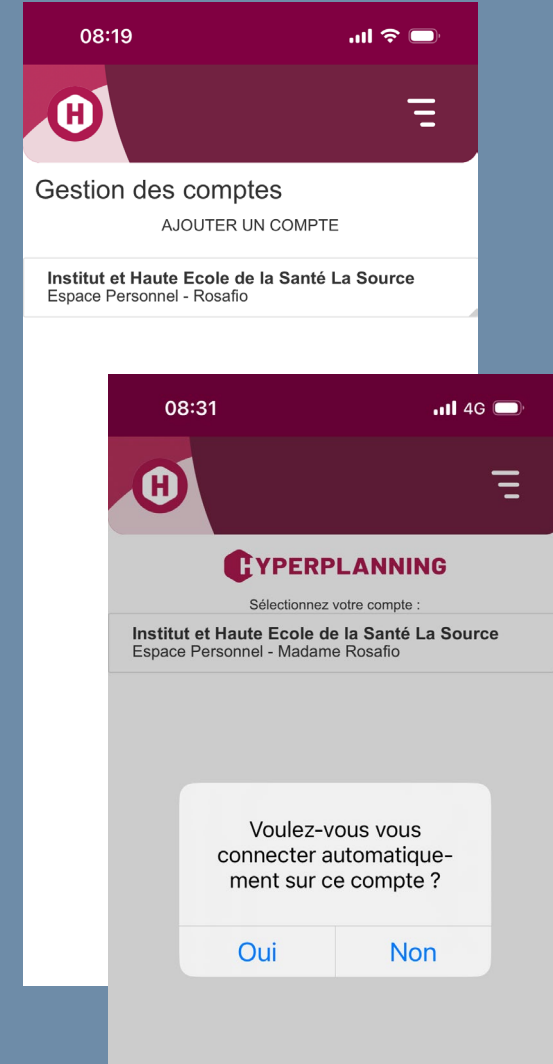 08:19
H
Gestion des comptes
AJOUTER UN COMPTE
Institut et Haute Ecole de la Santé La Source
Espace Personnel - Rosafio
08:31
4G
H
HYPERPLANNING
Sélectionnez votre compte :
Institut et Haute Ecole de la Santé La Source
Espace Personnel - Madame Rosafio
Voulez-vous vous
connecter automatique-
ment sur ce compte ?
Oui
Non